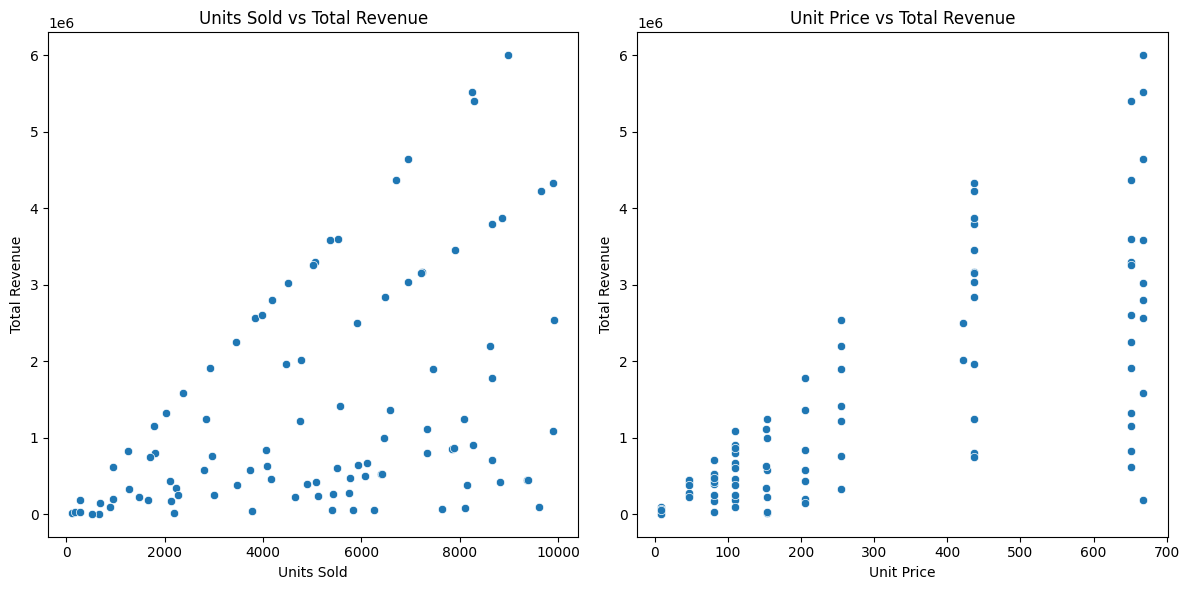 Units Sold vs Total Revenue
1e6
6
5
4
3
2
1
0
Total Revenue
0 2000 4000 6000 8000 10000
Units Sold
Unit Price vs Total Revenue
1e6
6
5
4
3
2
1
0
Total Revenue
0 100 200 300 400 500 600 700
Unit Price